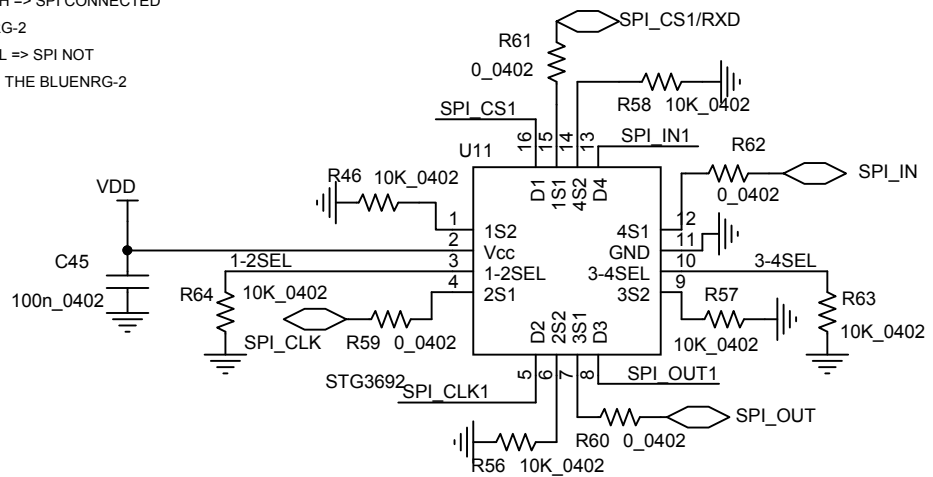 => SPI CONNECTED
G-2
L => SPI NOT
THE BLUENRG-2
SPI_CS1/RXD
R61
0_0402
R58 10K_0402
SPI_CS1
16
15
14
13
SPI_IN1
U11
R62
0_0402
SPI_IN
D1
1S1
4S2
D4
R46 10K_0402
VDD
1
1S2
2
Vcc
3
1-2SEL
4
2S1
4S1
12
GND
11
3-4SEL
10
3S2
9
1-2SEL
3-4SEL
C45
100n_0402
R64
10K_0402
SPI_CLK
R59 0_0402
R57
10K_0402
R63
10K_0402
D2
2S2
3S1
D3
STG3692
5
6
7
8
SPI_CLK1
SPI_OUT1
SPI_OUT
R60 0_0402
R56 10K_0402